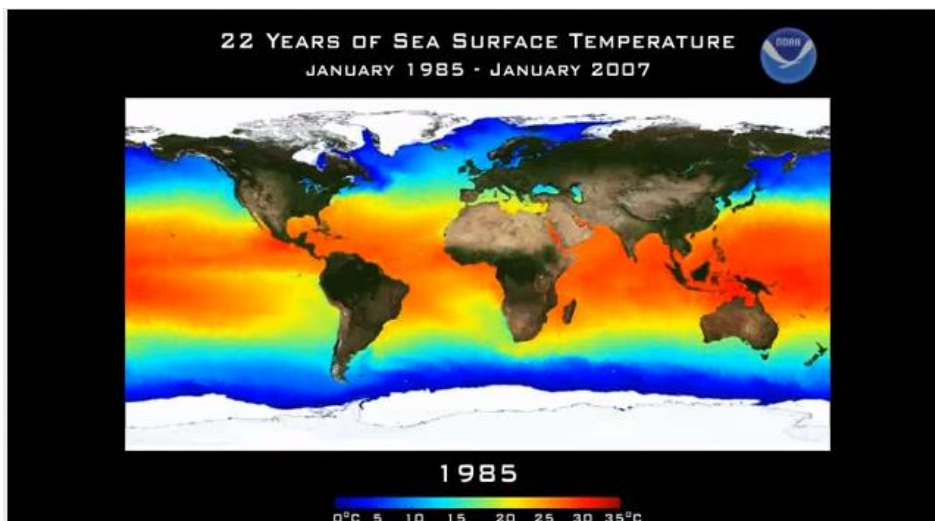 22 YEARS OF SEA SURFACE TEMPERATURE
JANUARY 1985 - JANUARY 2007
NOAA
1985
0°C 5 10 15 20 25 30 35°C